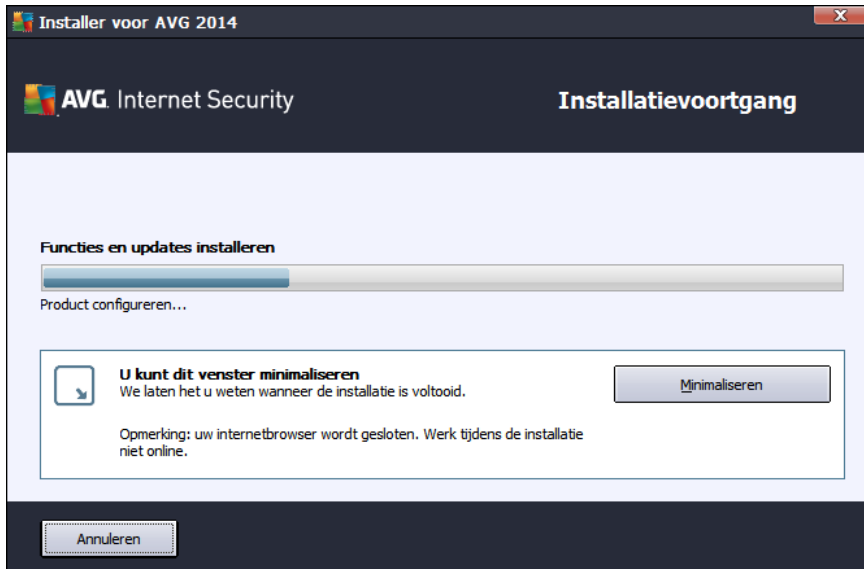 Installer voor AVG 2014
X
AVG. Internet Security
Installatievoortgang
Functies en updates installeren
Product configureren...
U kunt dit venster minimaliseren
We laten het u weten wanneer de installatie is voltooid.
Minimaliseren
Opmerking: uw internetbrowser wordt gesloten. Werk tijdens de installatie
niet online.
Annuleren